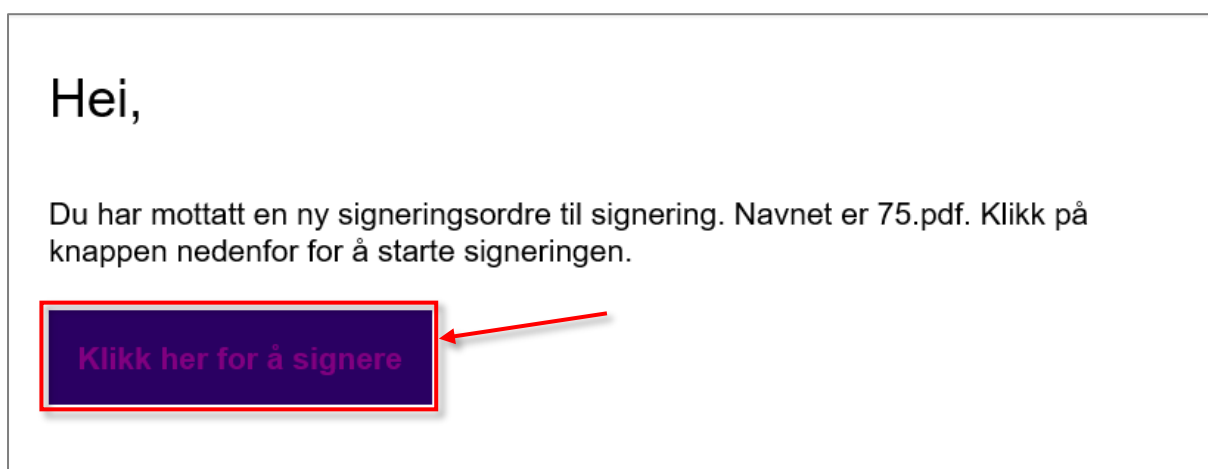 Hei,
Du har mottatt en ny signeringsordre til signering. Navnet er 75.pdf. Klikk på
knappen nedenfor for å starte signeringen.
Klikk her for å signere